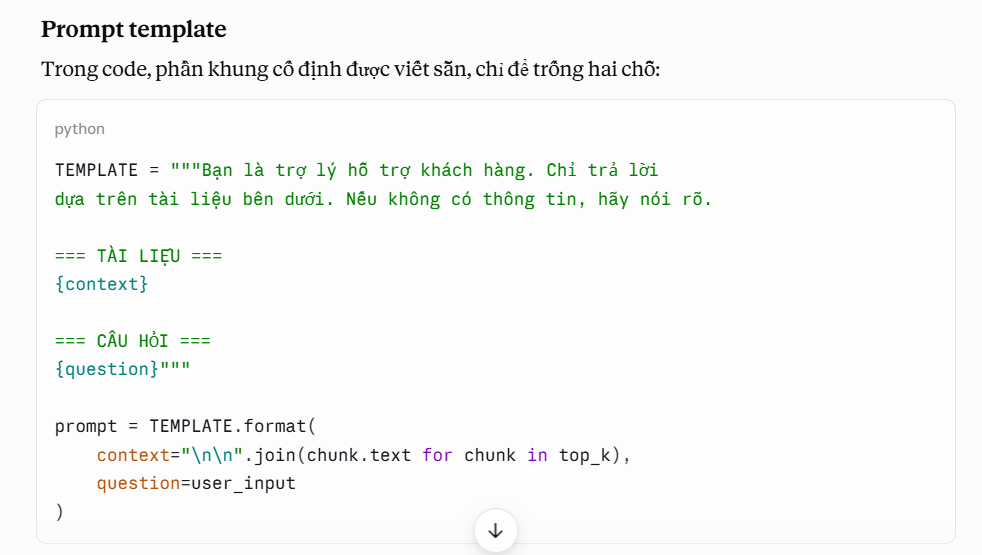 Prompt template
Trong code, phần khung cố định được viết sẵn, chỉ để trống hai chỗ:
python
TEMPLATE = """Bạn là trợ lý hỗ trợ khách hàng. Chỉ trả lời
dựa trên tài liệu bên dưới. Nếu không có thông tin, hãy nói rõ.
=== TÀI LIỆU ===
{context}
=== CÂU HỎI ===
{question}"""
prompt = TEMPLATE.format(
    context="\n\n".join(chunk.text for chunk in top_k),
    question=user_input
)